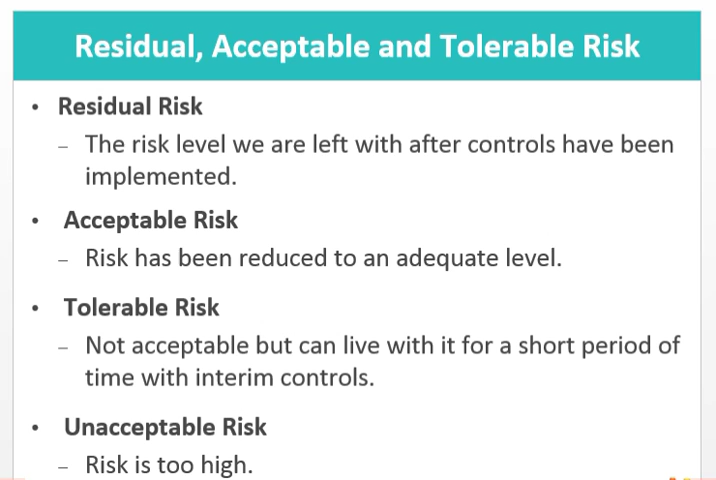 Residual, Acceptable and Tolerable Risk
• Residual Risk
– The risk level we are left with after controls have been
implemented.
• Acceptable Risk
– Risk has been reduced to an adequate level.
• Tolerable Risk
– Not acceptable but can live with it for a short period of
time with interim controls.
• Unacceptable Risk
– Risk is too high.